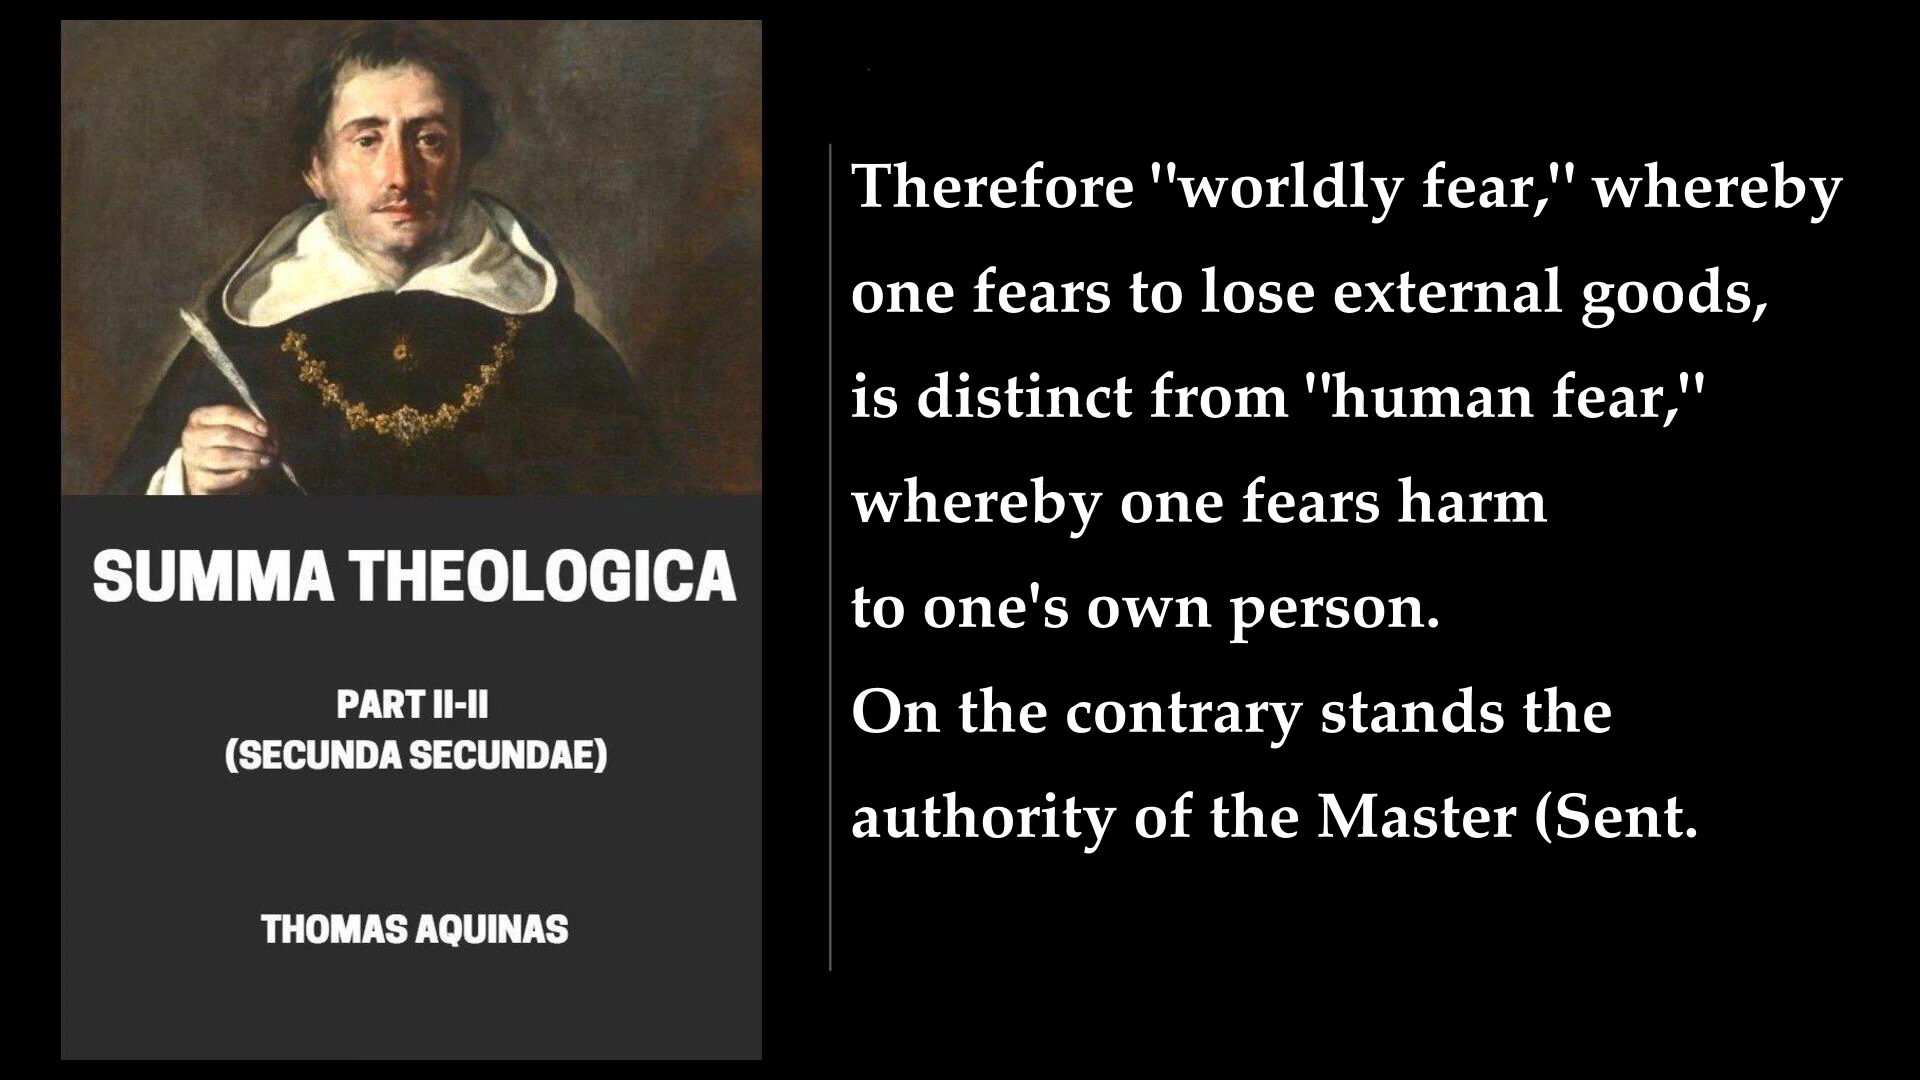 SUMMA THEOLOGICA
PART II-II
(SECUNDA SECUNDAE)
THOMAS AQUINAS
Therefore "worldly fear," whereby
one fears to lose external goods,
is distinct from "human fear,"
whereby one fears harm
to one's own person.
On the contrary stands the
authority of the Master (Sent.